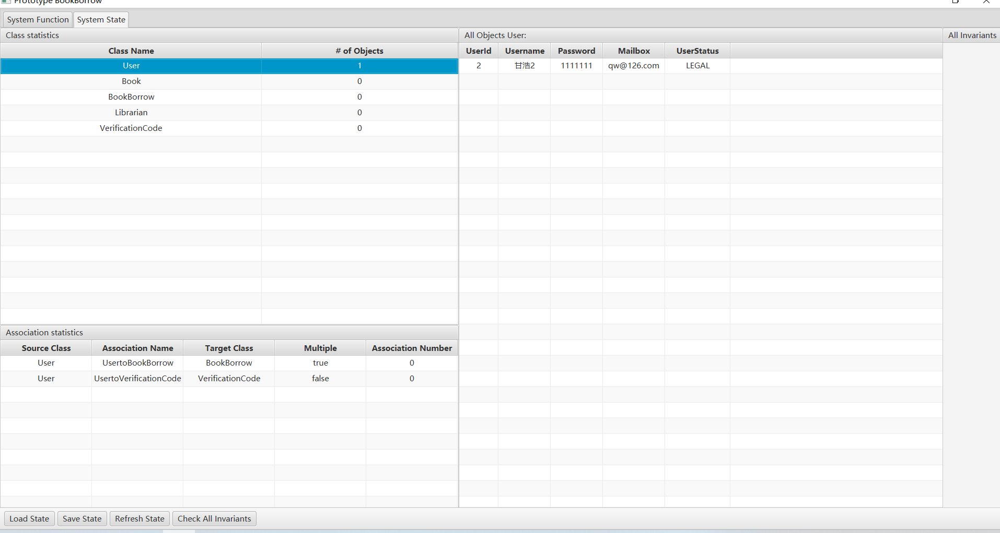 Prototype BookBorrow
System Function System State
Class statistics
Class Name # of Objects
User 1
Book 0
BookBorrow 0
Librarian 0
VerificationCode 0
Association statistics
Source Class Association Name Target Class Multiple Association Number
User UsertoBookBorrow BookBorrow true 0
User UsertoVerificationCode VerificationCode false 0
All Objects User:
UserId Username Password Mailbox UserStatus
2 甘浩2 1111111 qw@126.com LEGAL
All Invariants
Load State Save State Refresh State Check All Invariants